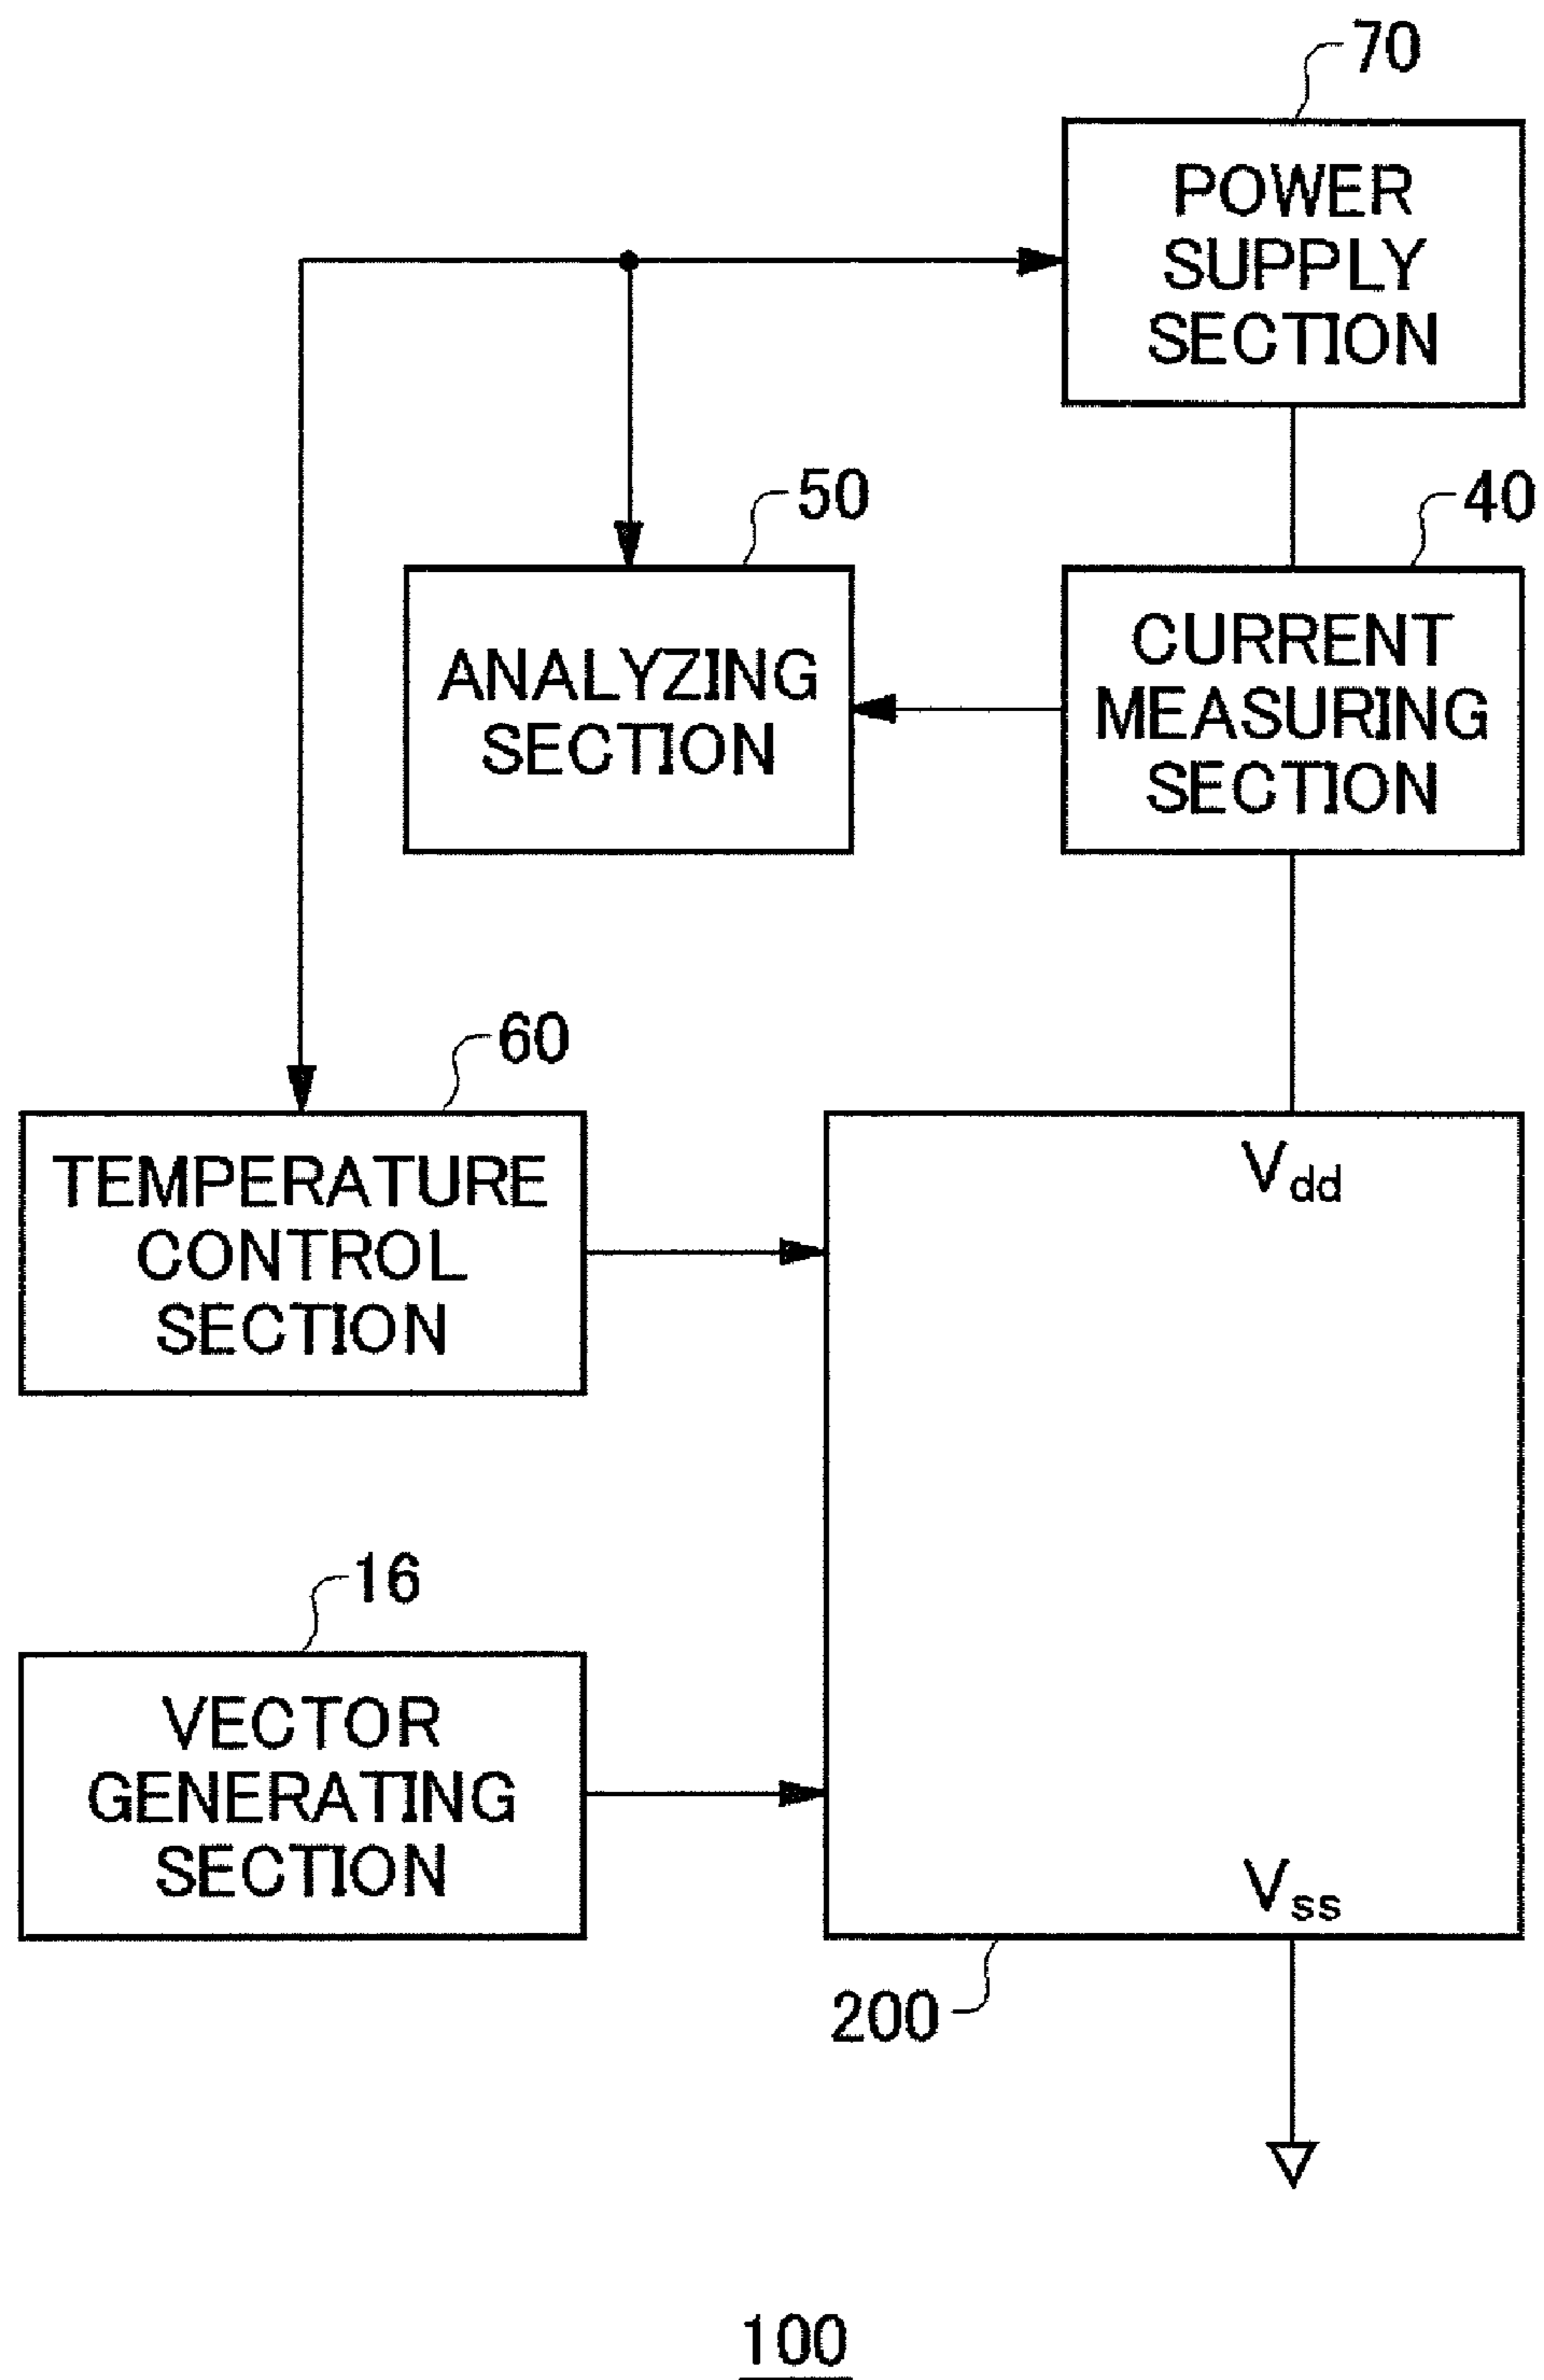 70
POWER
SUPPLY
SECTION
50
40
ANALYZING
SECTION
CURRENT
MEASURING
SECTION
60
TEMPERATURE
CONTROL
SECTION
Vdd
16
VECTOR
GENERATING
SECTION
Vss
200
100